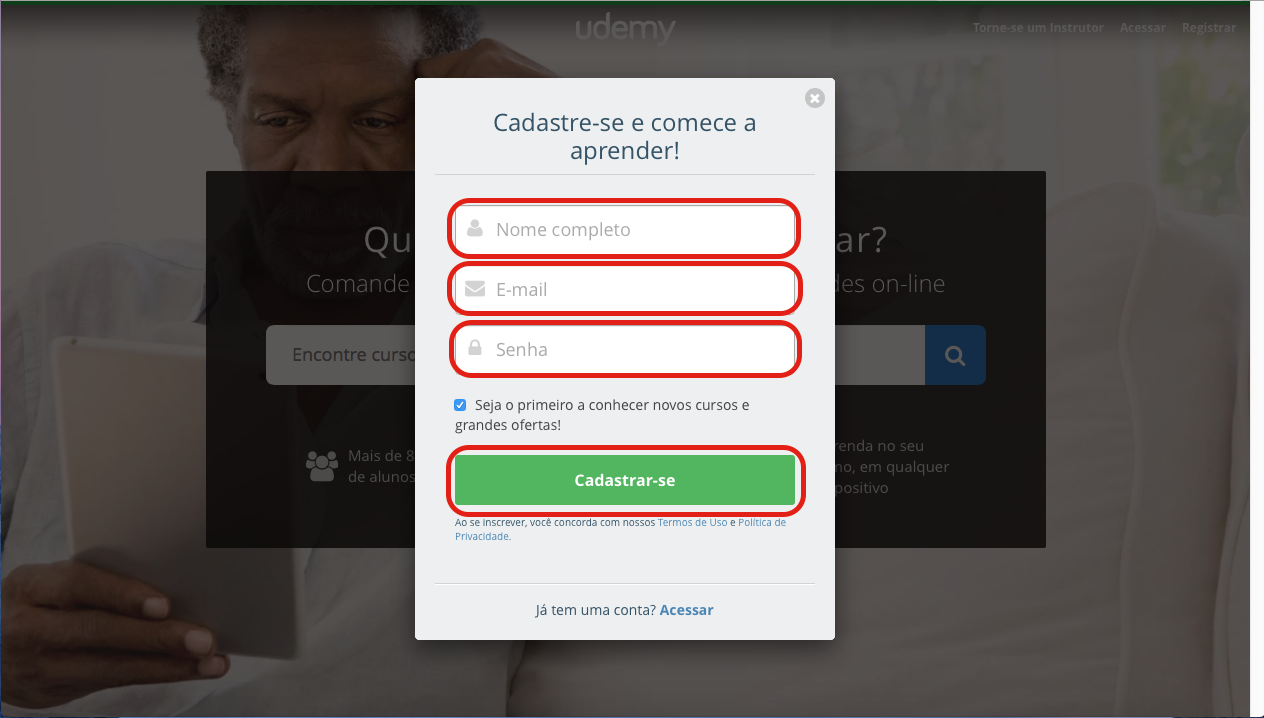 udemy
Torne-se um Instrutor Acessar Registrar
Cadastre-se e comece a
aprender!
Nome completo
E-mail
Senha
Seja o primeiro a conhecer novos cursos e
grandes ofertas!
Cadastrar-se
Ao se inscrever, você concorda com nossos Termos de Uso e Política de
Privacidade.
Já tem uma conta? Acessar
Qu
ar?
Comande
des on-line
Encontre curso
Mais de 8
de alunos
renda no seu
no, em qualquer
positivo